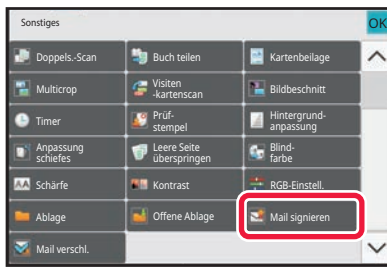 Sonstiges
OK
Doppels.-Scan
Buch teilen
Kartenbeilage
Multicrop
Visiten
-kartenscan
Bildbeschnitt
Timer
Prüf-
stempel
Hintergrund-
anpassung
Anpassung
schiefes
Leere Seite
überspringen
Blind-
farbe
AA
Schärfe
Kontrast
RGB-Einstell.
Ablage
Offene Ablage
Mail signieren
Mail verschl.